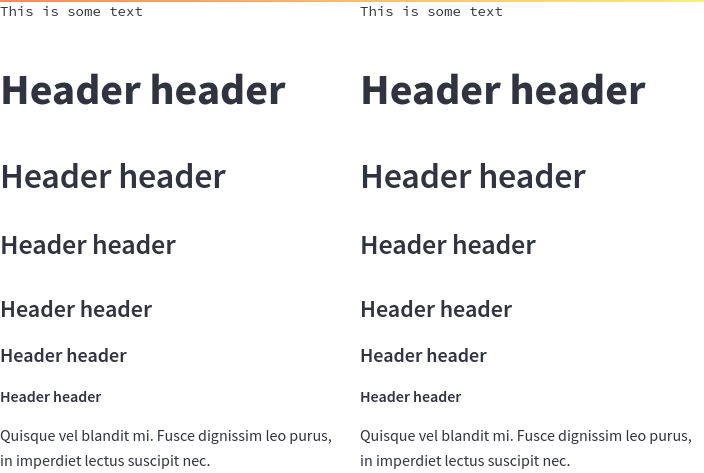 This is some text
Header header
Header header
Header header
Header header
Header header
Header header
Quisque vel blandit mi. Fusce dignissim leo purus,
in imperdiet lectus suscipit nec.
This is some text
Header header
Header header
Header header
Header header
Header header
Header header
Quisque vel blandit mi. Fusce dignissim leo purus,
in imperdiet lectus suscipit nec.